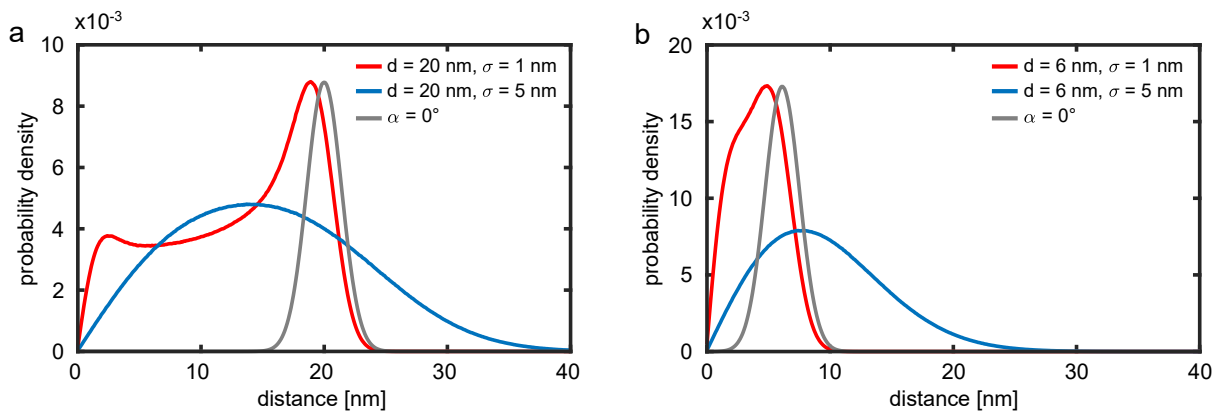 a
x10-3
10
8
6
4
2
0
probability density
0
10
20
30
40
distance [nm]
d = 20 nm, σ = 1 nm
d = 20 nm, σ = 5 nm
α = 0°
b
x10-3
20
15
10
5
0
probability density
0
10
20
30
40
distance [nm]
d = 6 nm, σ = 1 nm
d = 6 nm, σ = 5 nm
α = 0°